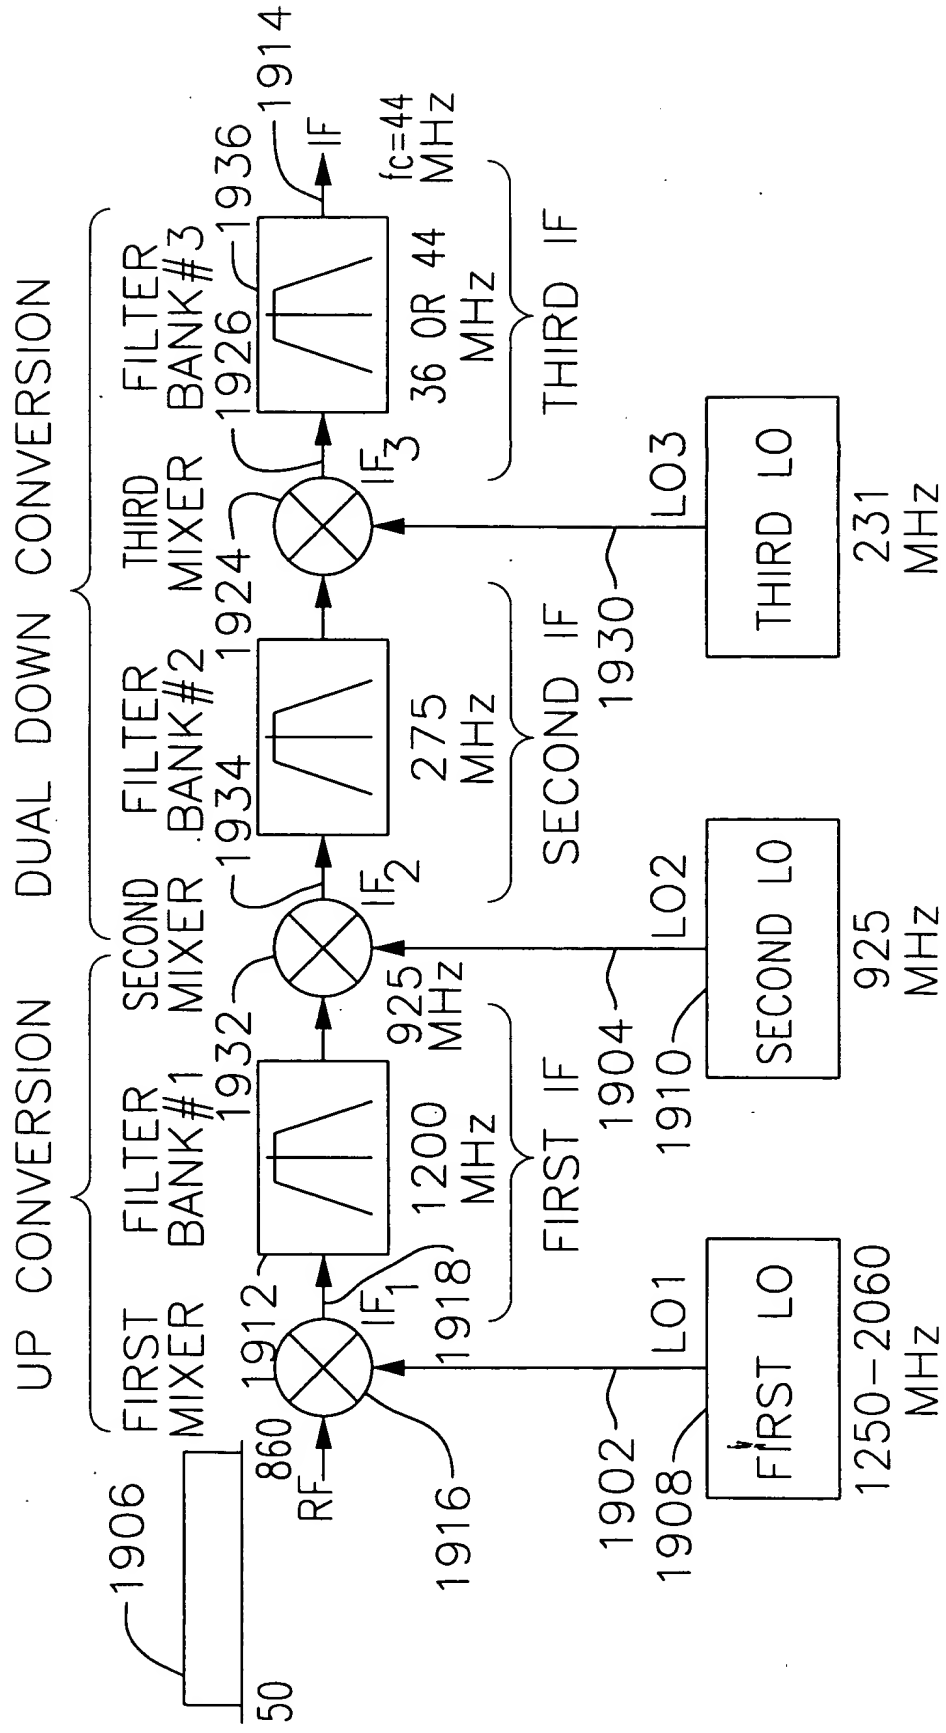 UP CONVERSION
DUAL DOWN CONVERSION
FIRST
MIXER
FILTER
BANK#1
SECOND
MIXER
FILTER
BANK#2
THIRD
MIXER
FILTER
BANK#3
1906
50
860
RF
1912
1932
1934
1924
1926
1936
1914
IF
1916
IF1
1918
1200
MHz
925
MHz
IF2
275
MHz
IF3
36 OR 44
MHz
fc=44
MHz
FIRST IF
SECOND IF
THIRD IF
1902
1908
LO1
1904
1910
LO2
1930
LO3
FIRST LO
SECOND LO
THIRD LO
1250-2060
MHz
925
MHz
231
MHz